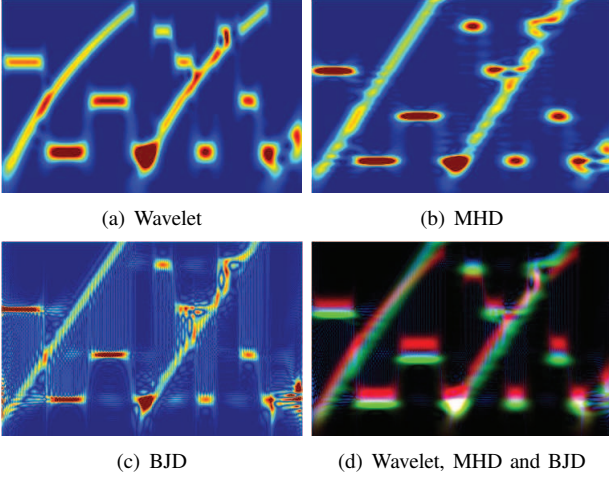 (a) Wavelet
(b) MHD
(c) BJD
(d) Wavelet, MHD and BJD